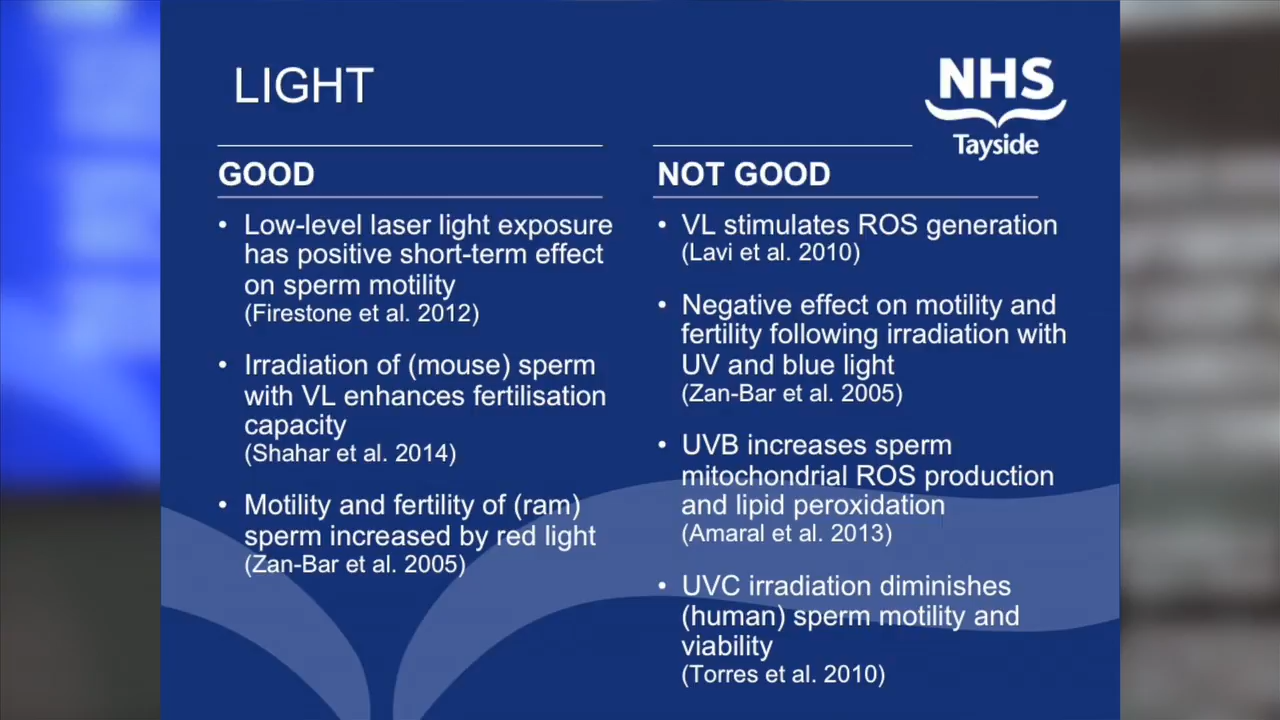 LIGHT
NHS
Tayside
GOOD
• Low-level laser light exposure
has positive short-term effect
on sperm motility
(Firestone et al. 2012)
• Irradiation of (mouse) sperm
with VL enhances fertilisation
capacity
(Shahar et al. 2014)
• Motility and fertility of (ram)
sperm increased by red light
(Zan-Bar et al. 2005)
NOT GOOD
• VL stimulates ROS generation
(Lavi et al. 2010)
• Negative effect on motility and
fertility following irradiation with
UV and blue light
(Zan-Bar et al. 2005)
• UVB increases sperm
mitochondrial ROS production
and lipid peroxidation
(Amaral et al. 2013)
• UVC irradiation diminishes
(human) sperm motility and
viability
(Torres et al. 2010)